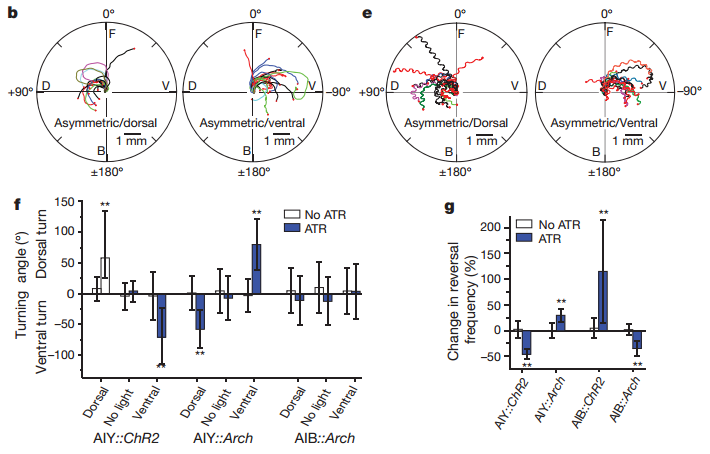 b
0°
F
+90°
D
V
Asymmetric/dorsal
1 mm
B
±180°
0°
F
D
V
−90°
Asymmetric/ventral
1 mm
B
±180°
e
0°
F
+90°
D
V
Asymmetric/Dorsal
1 mm
B
±180°
0°
F
D
V
−90°
Asymmetric/Ventral
1 mm
B
±180°
f
Turning angle (°)
Ventral turn Dorsal turn
150
100
50
0
−50
−100
**
**
**
**
No ATR
ATR
Dorsal
No light
Ventral
Dorsal
No light
Ventral
Dorsal
No light
Ventral
AIY::ChR2
AIY::Arch
AIB::Arch
g
Change in reversal
frequency (%)
200
150
100
50
0
−50
No ATR
ATR
**
**
**
**
AIY::ChR2
AIY::Arch
AIB::ChR2
AIB::Arch